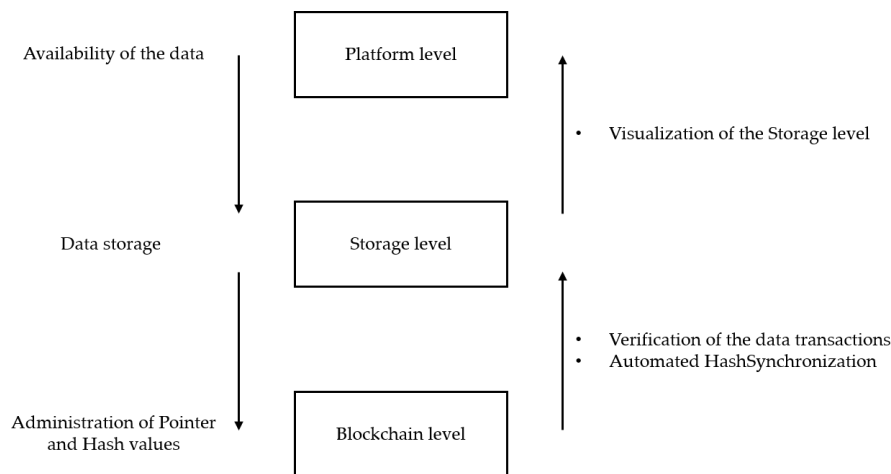 Availability of the data
Platform level
• Visualization of the Storage level
Data storage
Storage level
• Verification of the data transactions
• Automated HashSynchronization
Administration of Pointer
and Hash values
Blockchain level